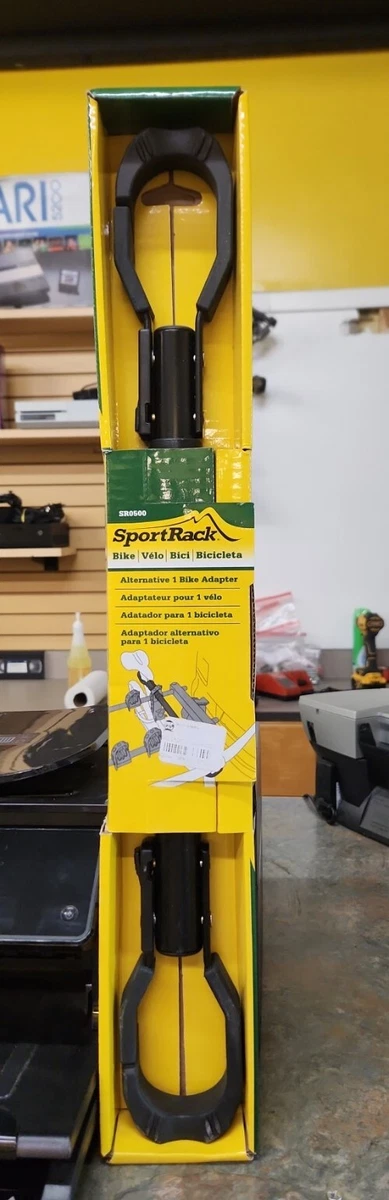 ARI
5200
SR0500
SportRack
Bike | Vélo | Bici | Bicicleta
Alternative 1 Bike Adapter
Adaptateur pour 1 vélo
Adatador para 1 bicicleta
Adaptador alternativo
para 1 bicicleta